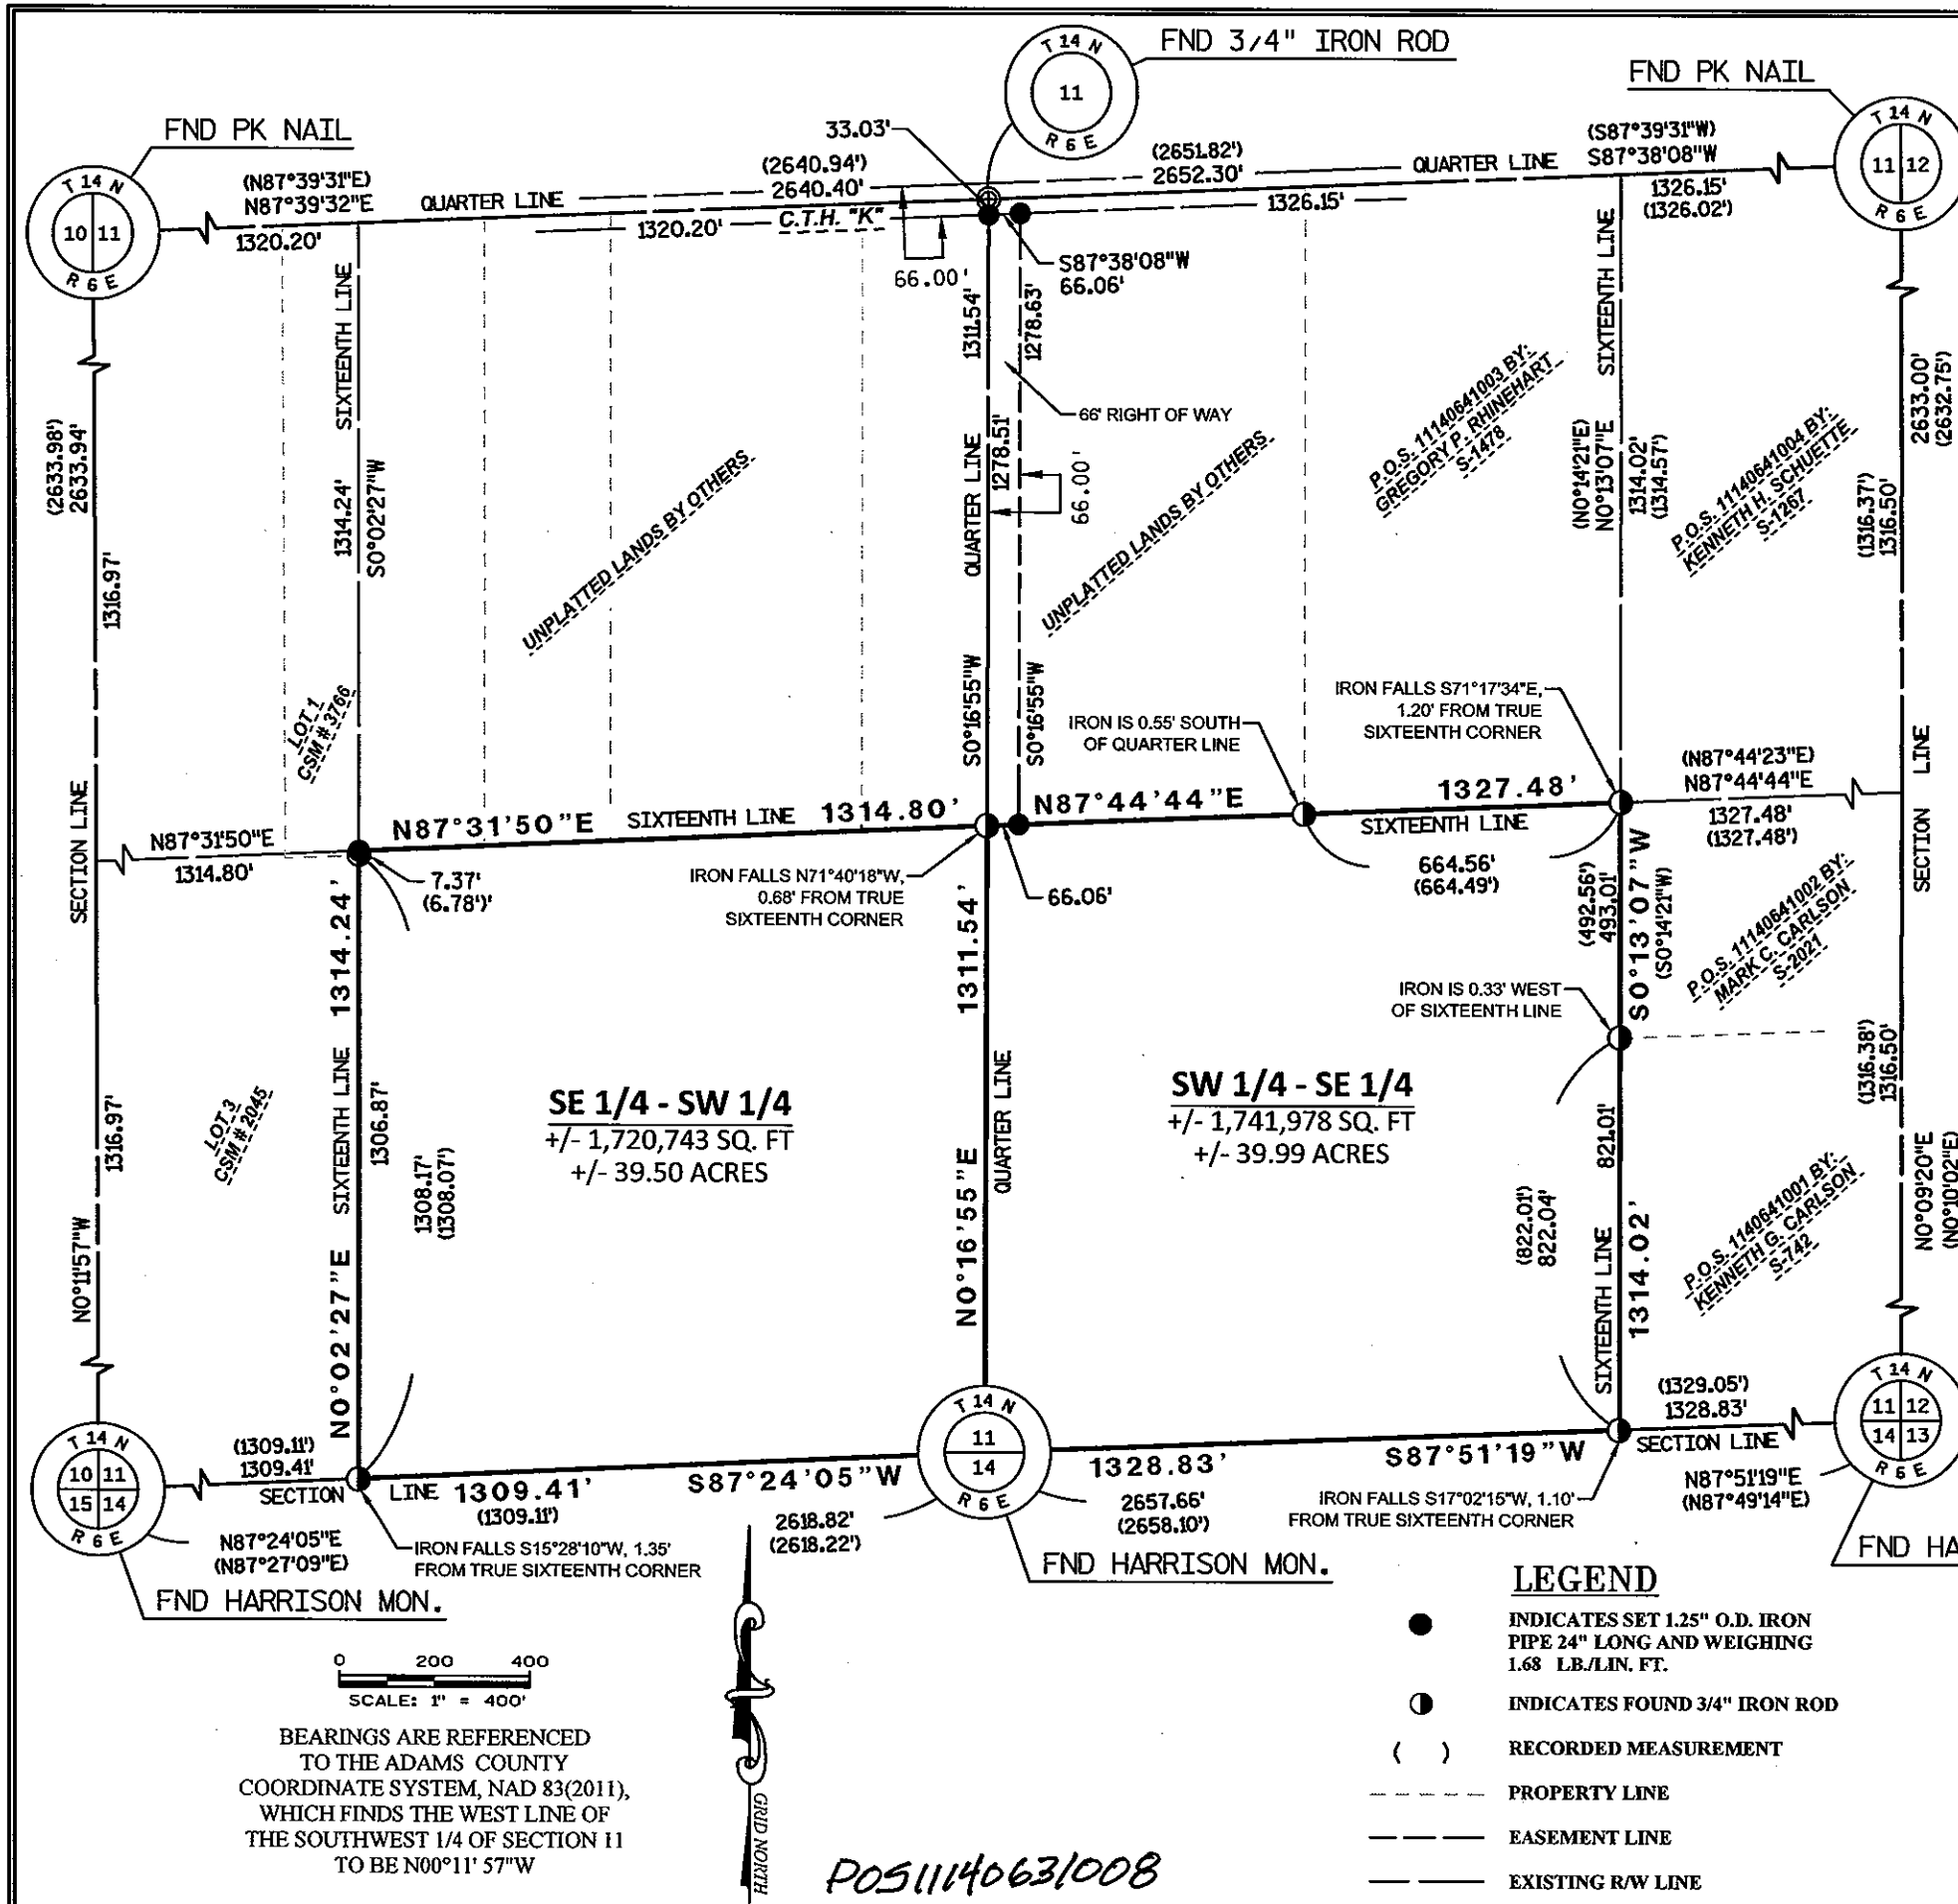 FND 3/4" IRON ROD
FND PK NAIL
FND PK NAIL
T 14 N
11
R 6 E
T 14 N
10 11
R 6 E
T 14 N
11 12
R 6 E
33.03'
(N87°39'31"E)
N87°39'32"E
1320.20'
QUARTER LINE
(2640.94')
2640.40'
1320.20'
C.T.H. "K"
66.00'
(2651.82')
2652.30'
1326.15'
QUARTER LINE
(S87°39'31"W)
S87°38'08"W
1326.15'
(1326.02')
S87°38'08"W
66.06'
SIXTEENTH LINE
1314.24'
S0°02'27"W
(2633.98')
2633.94'
1316.97'
SECTION LINE
1316.97'
N0°11'57"W
LOT 1
CSM # 3766
UNPLATTED LANDS BY OTHERS
1311.54'
QUARTER LINE
S0°16'55"W
1278.63'
1278.51'
S0°16'55"W
66' RIGHT OF WAY
66.00'
UNPLATTED LANDS BY OTHERS
P.O.S. 11140641003 BY:
GREGORY P. RHINEHART
S-1478
SIXTEENTH LINE
(N0°14'21"E)
N0°13'07"E
1314.02'
(1314.57')
P.O.S. 11140641004 BY:
KENNETH H. SCHUETTE
S-1267
2633.00'
(2632.75')
(1316.37')
1316.50'
SECTION LINE
IRON FALLS S71°17'34"E,
1.20' FROM TRUE
SIXTEENTH CORNER
IRON IS 0.55' SOUTH
OF QUARTER LINE
(N87°44'23"E)
N87°44'44"E
1327.48'
(1327.48')
N87°31'50"E
1314.80'
N87°31'50"E
SIXTEENTH LINE
1314.80'
N87°44'44"E
1327.48'
SIXTEENTH LINE
664.56'
(664.49')
7.37'
(6.78')'
IRON FALLS N71°40'18"W,
0.68' FROM TRUE
SIXTEENTH CORNER
66.06'
(492.56')
493.01'
S0°13'07"W
(S0°14'21"W)
P.O.S. 11140641002 BY:
MARK C. CARLSON
S-2021
IRON IS 0.33' WEST
OF SIXTEENTH LINE
1314.24'
SIXTEENTH LINE
N0°02'27"E
1306.87'
1308.17'
(1308.07')
LOT 3
CSM # 2045
SE 1/4 - SW 1/4
+/- 1,720,743 SQ. FT
+/- 39.50 ACRES
1311.54'
QUARTER LINE
N0°16'55"E
SW 1/4 - SE 1/4
+/- 1,741,978 SQ. FT
+/- 39.99 ACRES
821.01'
(822.01')
822.04'
SIXTEENTH LINE
1314.02'
P.O.S. 1140641001 BY:
KENNETH G. CARLSON
S-742
(1316.38')
1316.50'
N0°09'20"E
(N0°10'02"E)
T 14 N
10 11
15 14
R 6 E
T 14 N
11
14
R 6 E
T 14 N
11 12
14 13
R 6 E
(1309.11')
1309.41'
SECTION LINE
1309.41'
(1309.11')
S87°24'05"W
2618.82'
(2618.22')
1328.83'
2657.66'
(2658.10')
S87°51'19"W
(1329.05')
1328.83'
SECTION LINE
N87°51'19"E
(N87°49'14"E)
N87°24'05"E
(N87°27'09"E)
IRON FALLS S15°28'10"W, 1.35'
FROM TRUE SIXTEENTH CORNER
IRON FALLS S17°02'15"W, 1.10'
FROM TRUE SIXTEENTH CORNER
FND HARRISON MON.
FND HARRISON MON.
FND HA
0 200 400
SCALE: 1" = 400'
BEARINGS ARE REFERENCED
TO THE ADAMS COUNTY
COORDINATE SYSTEM, NAD 83(2011),
WHICH FINDS THE WEST LINE OF
THE SOUTHWEST 1/4 OF SECTION 11
TO BE N00°11' 57"W
GRID NORTH
POS11140631008
LEGEND
INDICATES SET 1.25" O.D. IRON
PIPE 24" LONG AND WEIGHING
1.68 LB./LIN. FT.
INDICATES FOUND 3/4" IRON ROD
( ) RECORDED MEASUREMENT
PROPERTY LINE
EASEMENT LINE
EXISTING R/W LINE